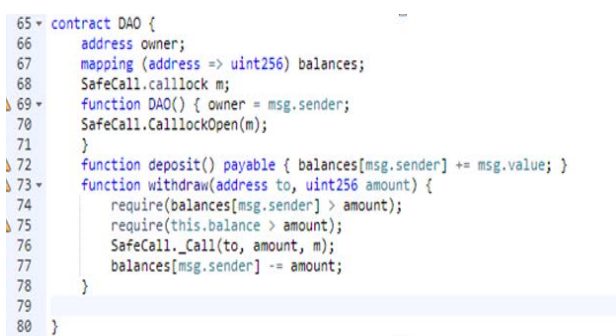 65 contract DAO {
66 address owner;
67 mapping (address => uint256) balances;
68 SafeCall.calllock m;
69 function DAO() { owner = msg.sender;
70 SafeCall.CalllockOpen(m);
71 }
72 function deposit() payable { balances[msg.sender] += msg.value; }
73 function withdraw(address to, uint256 amount) {
74 require(balances[msg.sender] > amount);
75 require(this.balance > amount);
76 SafeCall._Call(to, amount, m);
77 balances[msg.sender] -= amount;
78 }
79
80 }